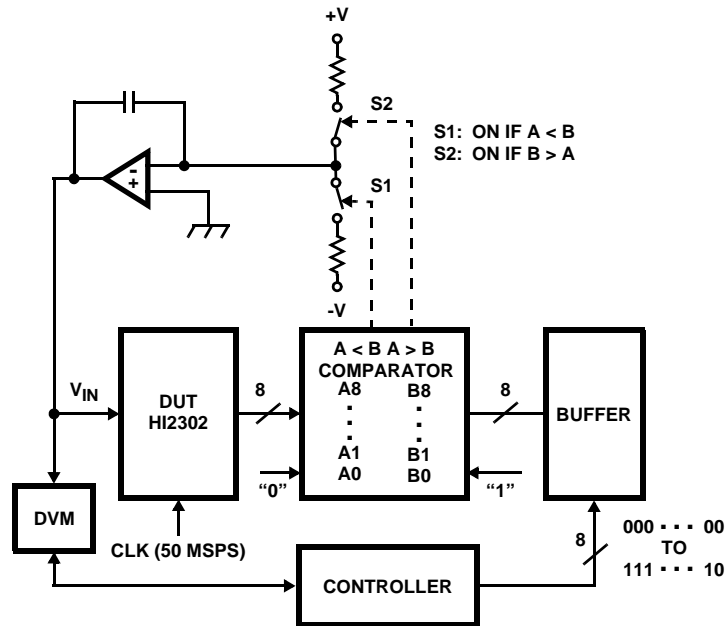 +V
S2
S1: ON IF A < B
S2: ON IF B > A
-
+
S1
-V
A < B A > B
COMPARATOR
A8 B8
A1 B1
A0 B0
DUT
HI2302
8
8
BUFFER
VIN
"0"
"1"
DVM
CLK (50 MSPS)
CONTROLLER
8
000 · · · 00
TO
111 · · · 10